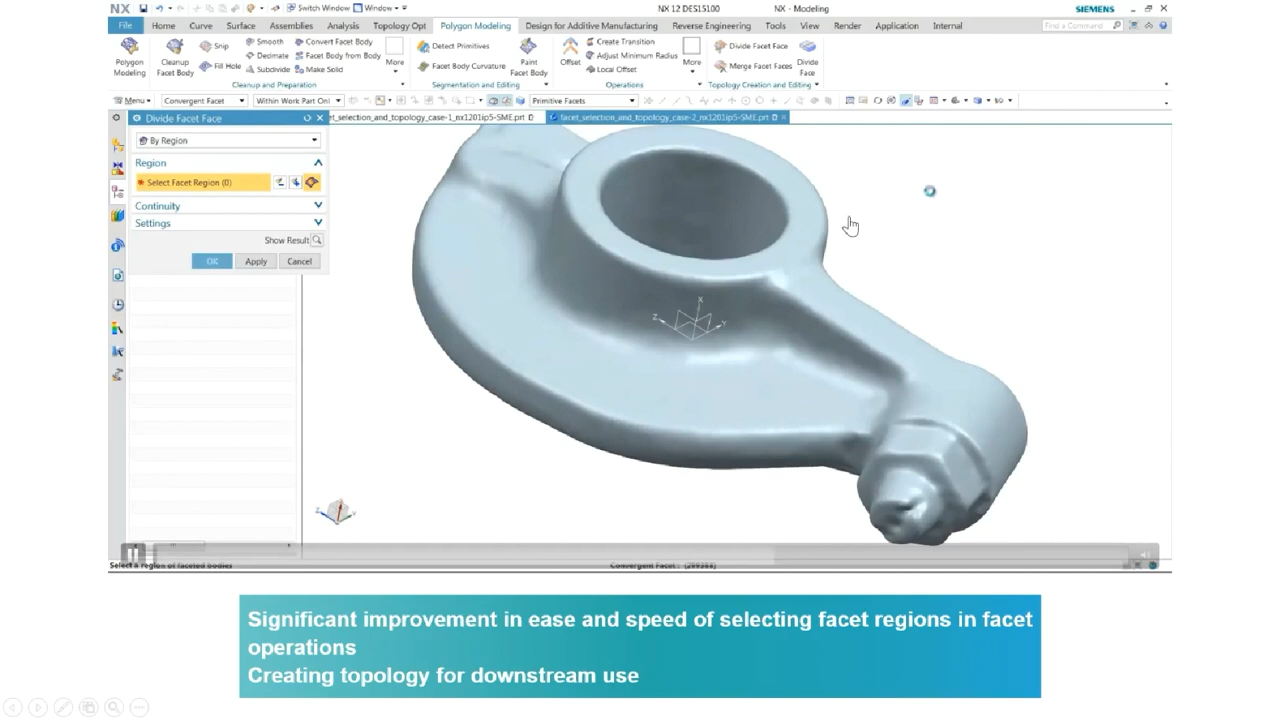 NX Switch Window Window NX 12 DES15L00 NX - Modeling SIEMENS
File Home Curve Surface Assemblies Analysis Topology Opt Polygon Modeling Design for Additive Manufacturing Reverse Engineering Tools View Render Application Internal Find a Command
Polygon Modeling Cleanup Facet Body Snip Fill Hole Smooth Decimate Subdivide Convert Facet Body Facet Body from Body Make Solid More
Detect Primitives Facet Body Curvature Paint Facet Body Offset Create Transition Adjust Minimum Radius Local Offset More
Divide Facet Face Merge Facet Faces Divide Face
Cleanup and Preparation Segmentation and Editing Operations Topology Creation and Editing
Menu Convergent Facet Within Work Part Onl Primitive Facets
Divide Facet Face et_selection_and_topology_case-1_nx1201ip5-SME.prt facet_selection_and_topology_case-2_nx1201ip5-SME.prt
By Region
Region
* Select Facet Region (0)
Continuity
Settings
Show Result
OK Apply Cancel
X
Z Y
Z Y
Select a region of faceted bodies
Significant improvement in ease and speed of selecting facet regions in facet
operations
Creating topology for downstream use